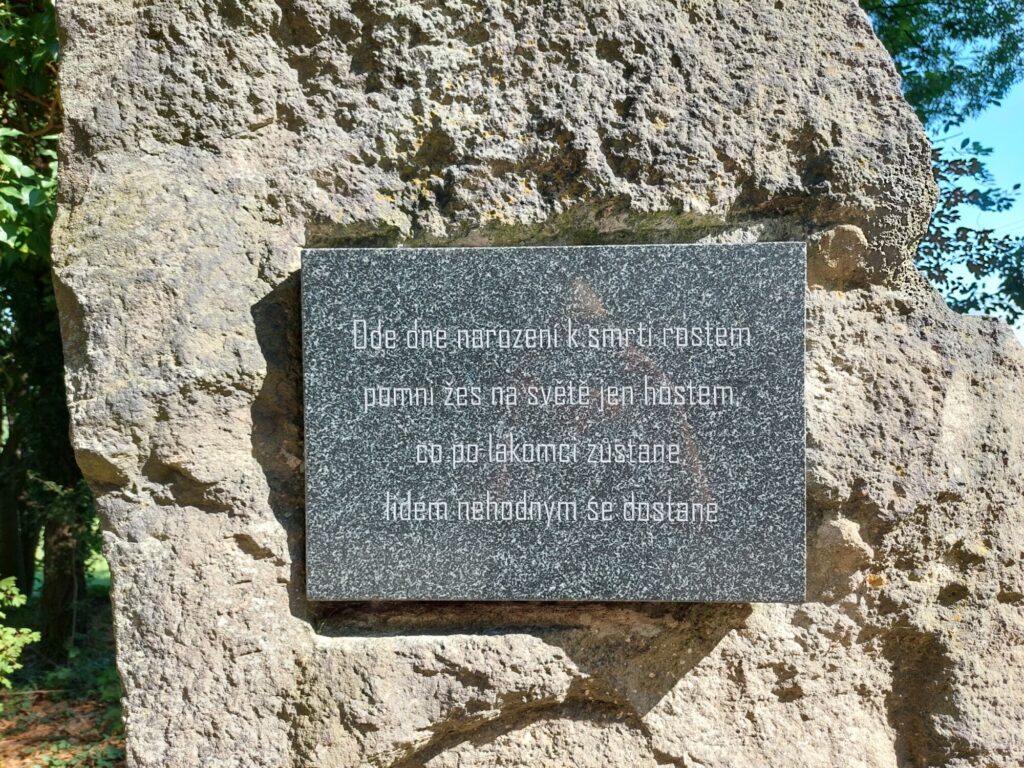 Ode dne narození k smrti rostem
pomni žes na světě jen hostem,
co po lakomci zůstane
lidem nehodným se dostane